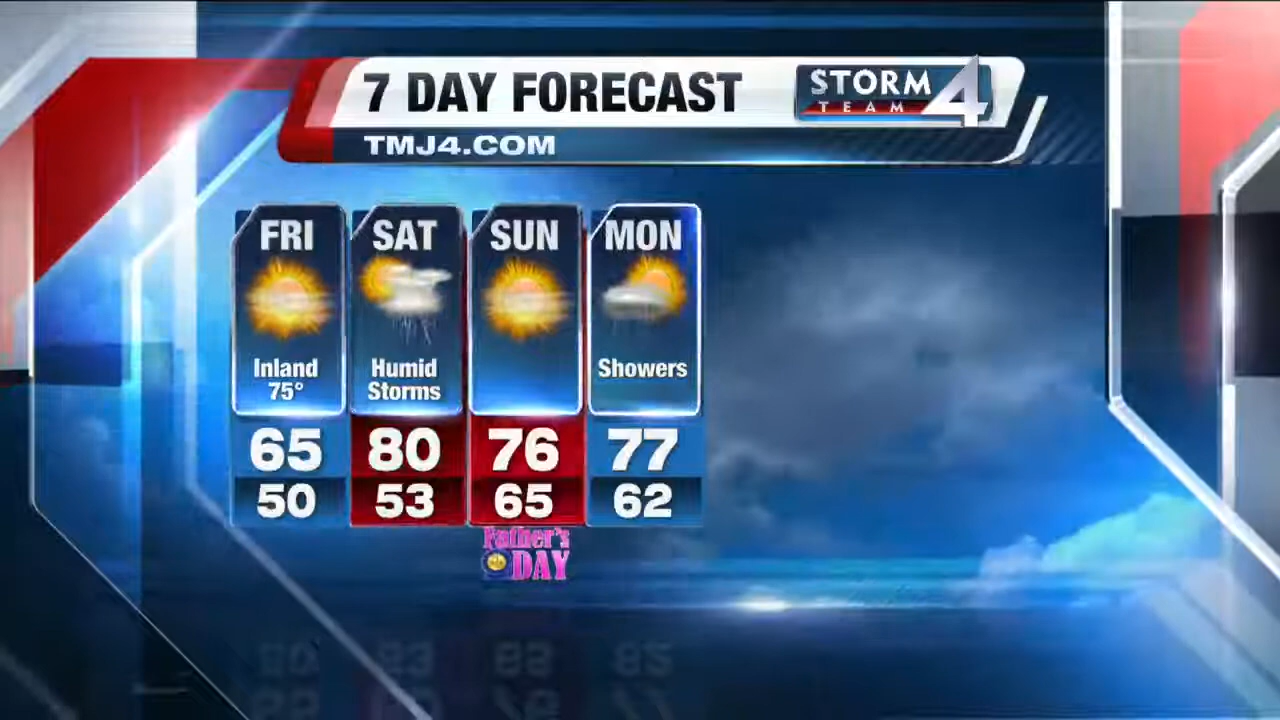 7 DAY FORECAST
STORM
TEAM 4
TMJ4.COM
FRI
SAT
SUN
MON
Inland
75°
Humid
Storms
Showers
65
80
76
77
50
53
65
62
Father's
DAY